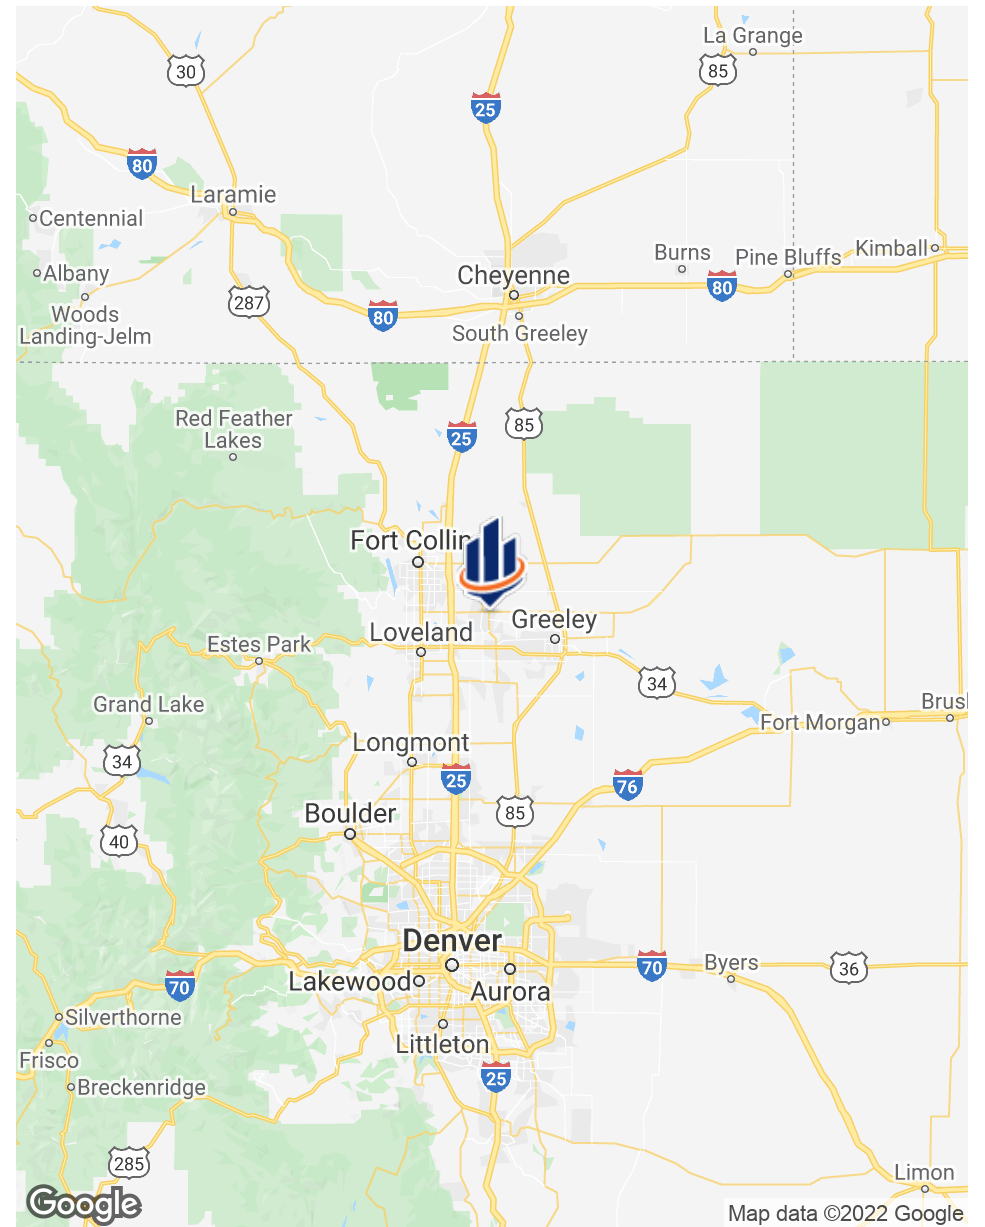 La Grange
30
85
25
80
Laramie
Centennial
Kimball
Burns
Pine Bluffs
Albany
Cheyenne
80
287
Woods
Landing-Jelm
80
South Greeley
Red Feather
Lakes
85
25
Fort Collin
Greeley
Loveland
Estes Park
34
Grand Lake
Brusl
Fort Morgan
Longmont
34
25
76
Boulder
85
40
Denver
Byers
70
36
Lakewood
Aurora
70
Silverthorne
Littleton
Frisco
25
Breckenridge
285
Limon
Google
Map data ©2022 Google